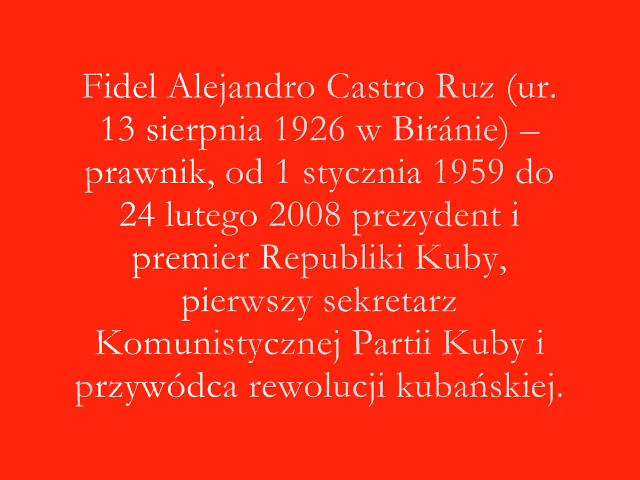 Fidel Alejandro Castro Ruz (ur.
13 sierpnia 1926 w Biránie) –
prawnik, od 1 stycznia 1959 do
24 lutego 2008 prezydent i
premier Republiki Kuby,
pierwszy sekretarz
Komunistycznej Partii Kuby i
przywódca rewolucji kubańskiej.